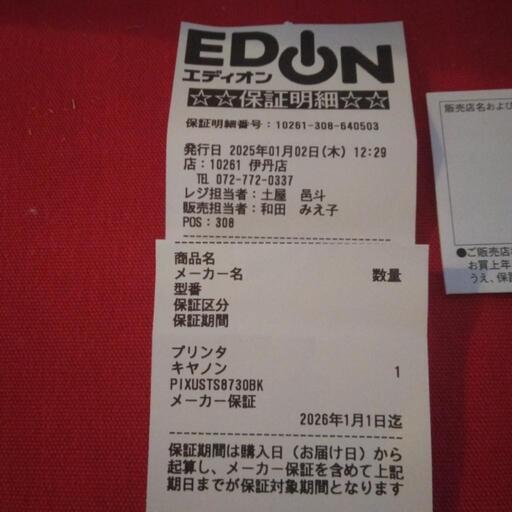 EDION
エディオン
☆☆保証明細☆☆
保証明細番号：10261-308-640503
発行日 2025年01月02日(木) 12:29
店：10261 伊丹店
TEL 072-772-0337
レジ担当者：土屋 邑斗
販売担当者：和田 みえ子
POS：308
商品名
メーカー名 数量
型番
保証区分
保証期間
プリンタ
キヤノン 1
PIXUSTS8730BK
メーカー保証
2026年1月1日迄
保証期間は購入日（お届け日）から
起算し、メーカー保証を含めて上記
期日までが保証対象期間となります
販売店名および
●ご販売店
お買上年
うえ、保証